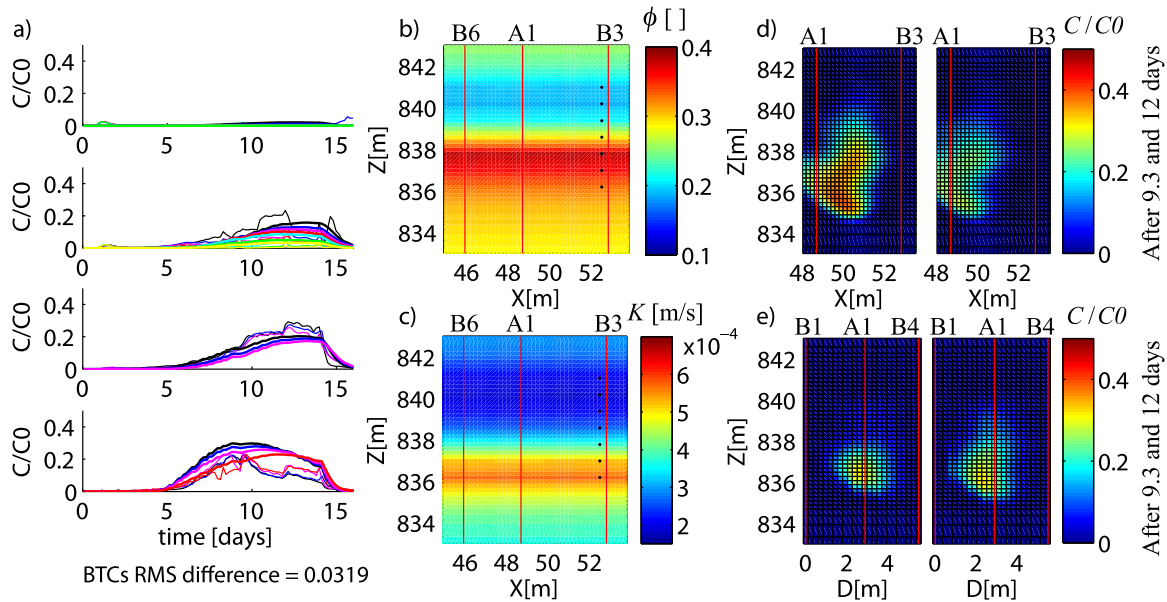 a)
C/C0
0.4
0.2
0
0 5 10 15
C/C0
0.4
0.2
0
0 5 10 15
C/C0
0.4
0.2
0
0 5 10 15
C/C0
0.4
0.2
0
0 5 10 15
time [days]
BTCs RMS difference = 0.0319
b)
B6 A1 B3
ϕ [ ]
Z[m]
842
840
838
836
834
46 48 50 52
X[m]
0.4
0.3
0.2
0.1
c)
B6 A1 B3
K [m/s]
x10⁻⁴
Z[m]
842
840
838
836
834
46 48 50 52
X[m]
6
5
4
3
2
d)
A1 B3 A1 B3
C/C0
Z[m]
842
840
838
836
834
48 50 52 48 50 52
X[m] X[m]
0.4
0.2
0
After 9.3 and 12 days
e)
B1 A1 B4 B1 A1 B4
C/C0
Z[m]
842
840
838
836
834
0 2 4 0 2 4
D[m] D[m]
0.4
0.2
0
After 9.3 and 12 days